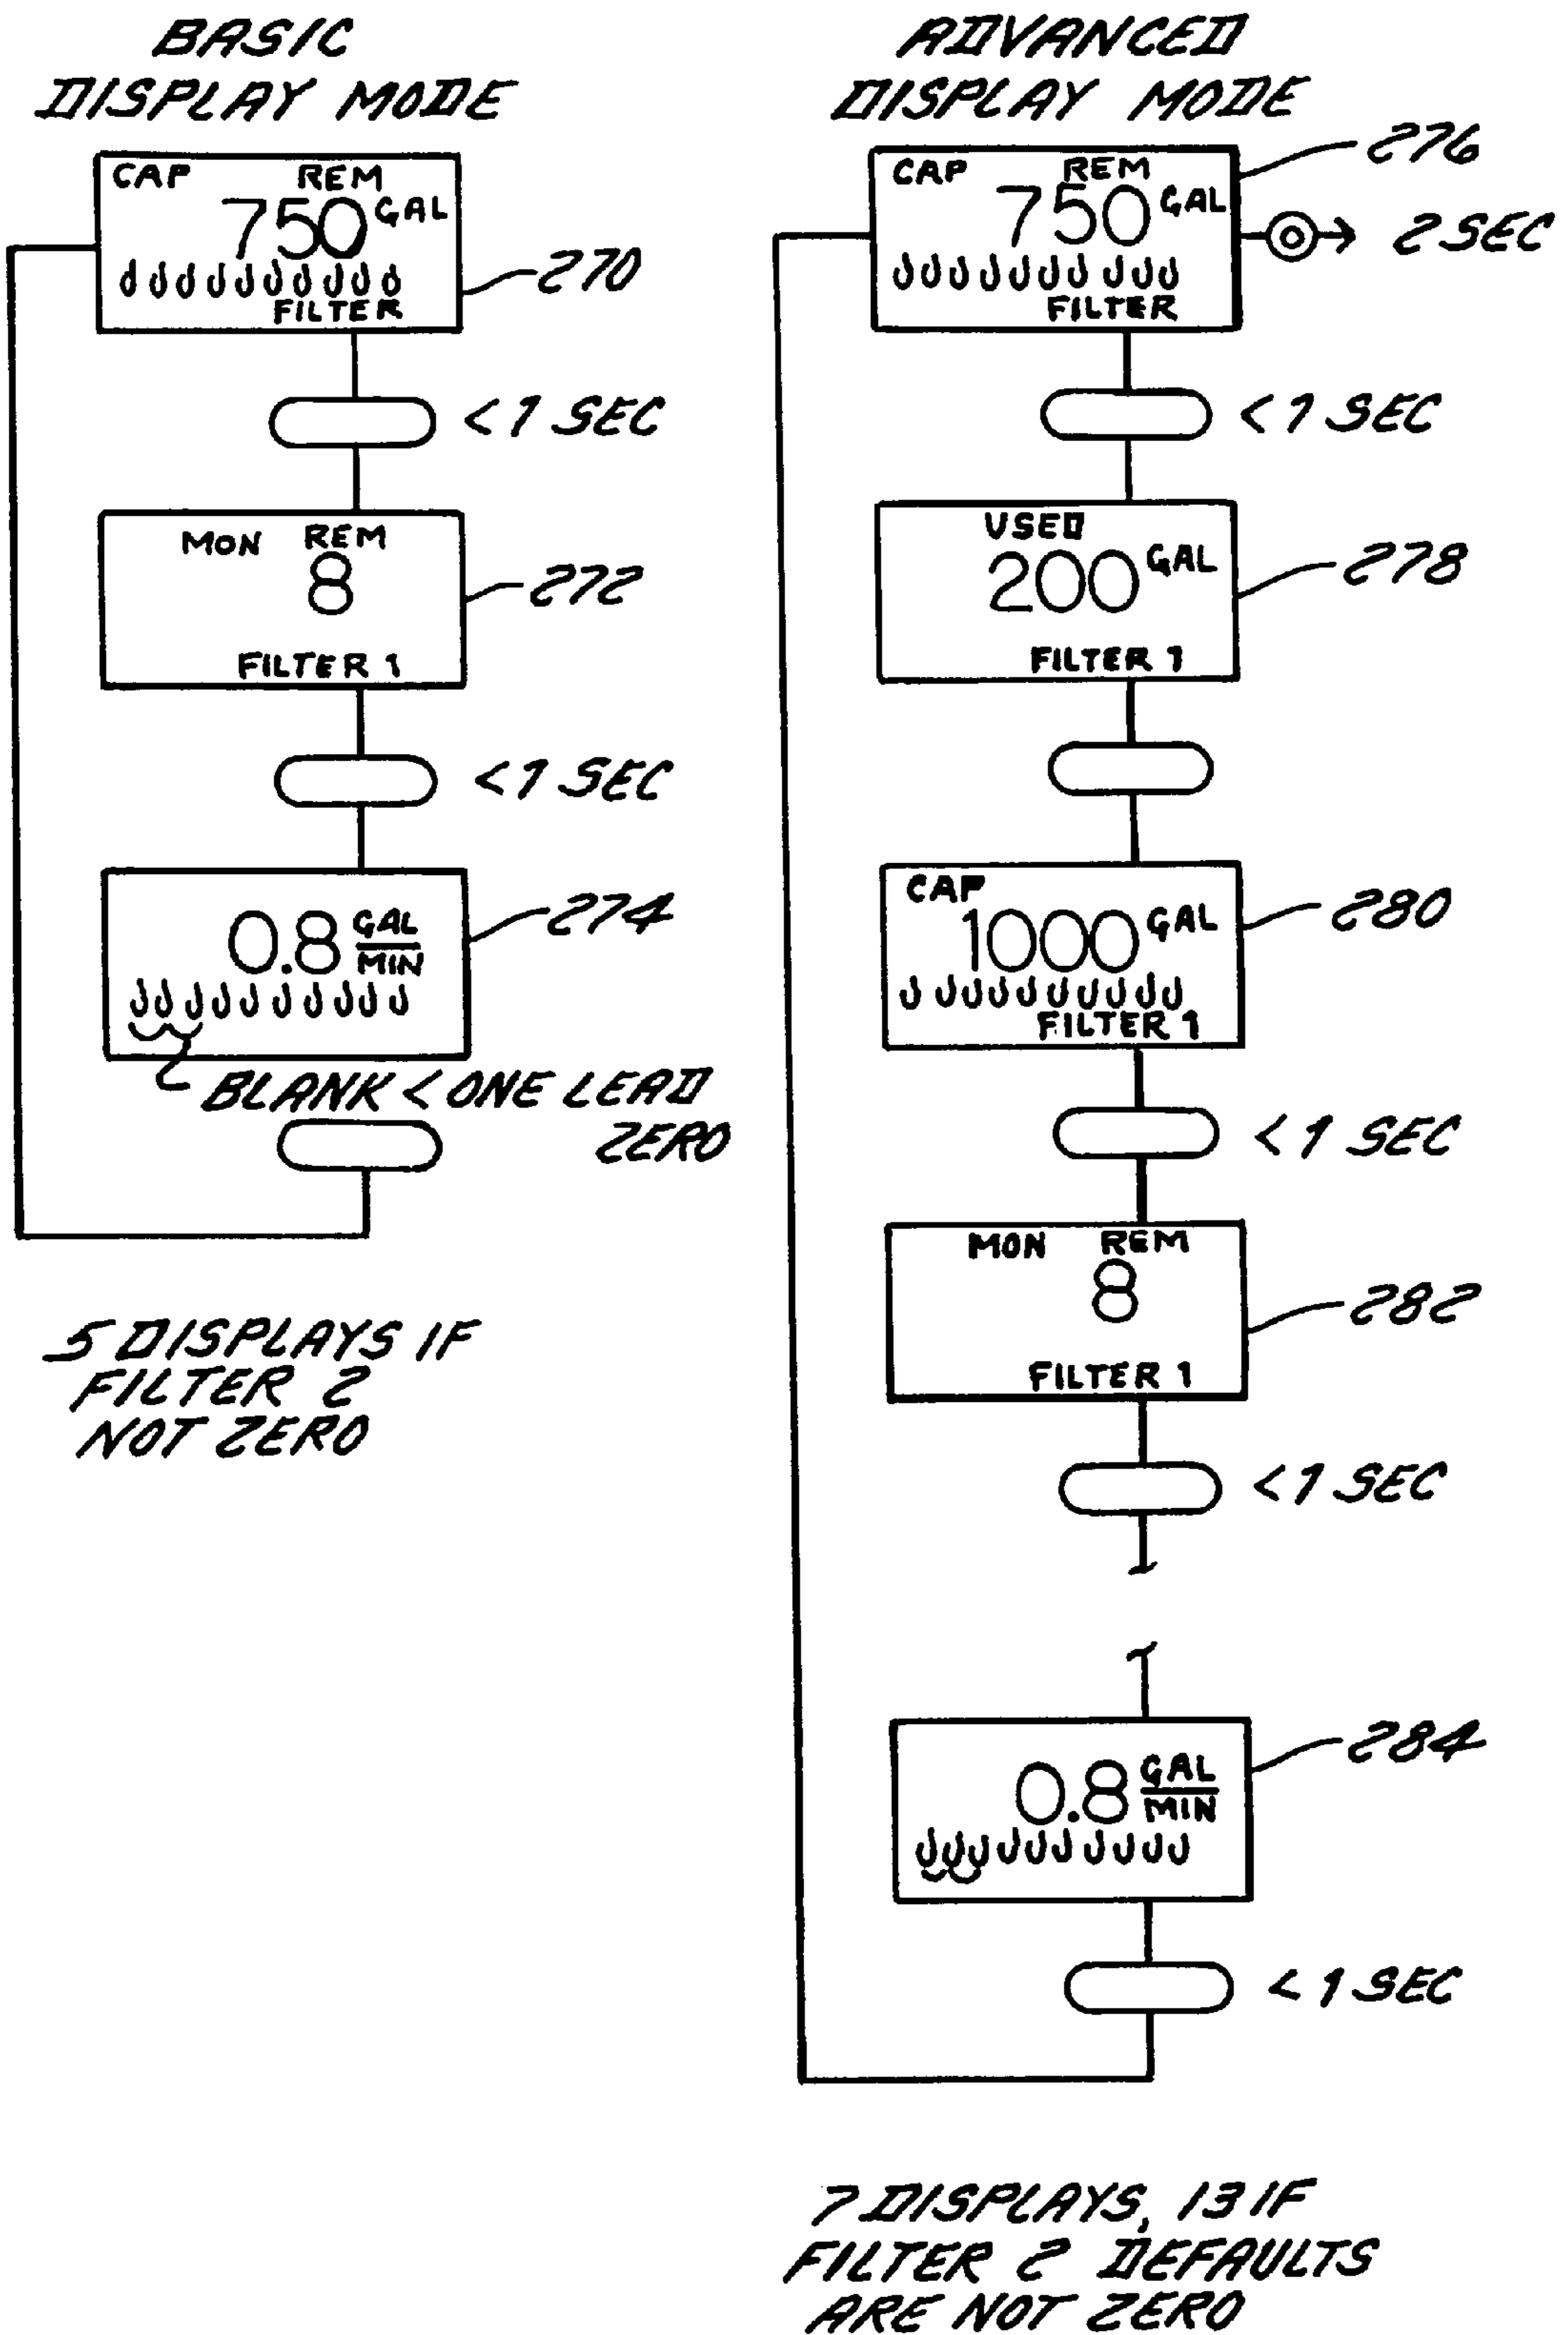 BASIC
DISPLAY MODE
CAP REM
750 GAL
FILTER
270
< 1 SEC
MON REM
8
FILTER 1
272
< 1 SEC
0.8 GAL
MIN
274
BLANK < ONE LEAD
ZERO
5 DISPLAYS IF
FILTER 2
NOT ZERO
ADVANCED
DISPLAY MODE
276
CAP REM
750 GAL
FILTER
2 SEC
< 1 SEC
USED
200 GAL
FILTER 1
278
CAP
1000 GAL
FILTER 1
280
< 1 SEC
MON REM
8
FILTER 1
282
< 1 SEC
0.8 GAL
MIN
284
< 1 SEC
7 DISPLAYS, 13 IF
FILTER 2 DEFAULTS
ARE NOT ZERO